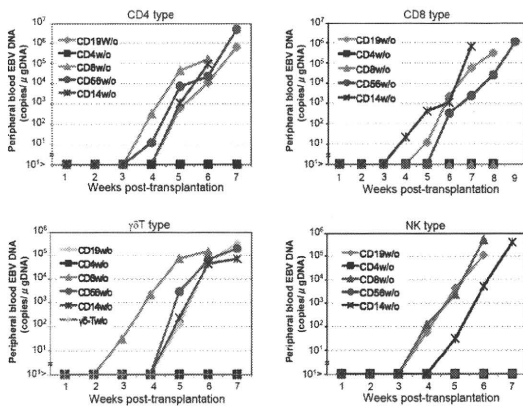 CD4 type
Peripheral blood EBV DNA
(copies/μgDNA)
10⁷
10⁶
10⁵
10⁴
10³
10²
10¹
10¹>
CD19W/o
CD4w/o
CD8w/o
CD56w/o
CD14w/o
1 2 3 4 5 6 7
Weeks post-transplantation
CD8 type
Peripheral blood EBV DNA
(copies/μgDNA)
10⁷
10⁶
10⁵
10⁴
10³
10²
10¹
10¹>
CD19w/o
CD4w/o
CD8w/o
CD56w/o
CD14w/o
1 2 3 4 5 6 7 8 9
Weeks post-transplantation
γδT type
Peripheral blood EBV DNA
(copies/μgDNA)
10⁶
10⁵
10⁴
10³
10²
10¹
10¹>
CD19w/o
CD4w/o
CD8w/o
CD56w/o
CD14w/o
γδ-Tw/o
1 2 3 4 5 6 7
Weeks post-transplantation
NK type
Peripheral blood EBV DNA
(copies/μgDNA)
10⁶
10⁵
10⁴
10³
10²
10¹
10¹>
CD19w/o
CD4w/o
CD8w/o
CD56w/o
CD14w/o
1 2 3 4 5 6 7
Weeks post-transplantation